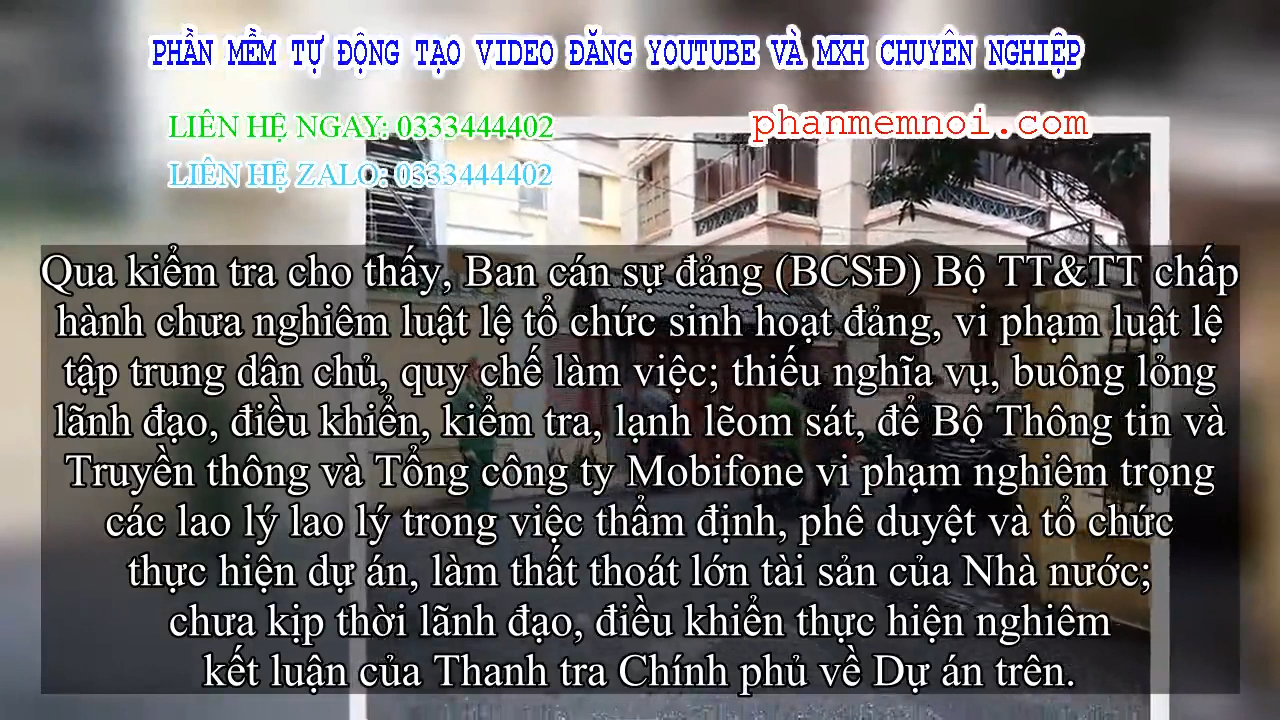 PHẦN MỀM TỰ ĐỘNG TẠO VIDEO ĐĂNG YOUTUBE VÀ MXH CHUYÊN NGHIỆP
LIÊN HỆ NGAY: 0333444402
phanmemnoi.com
LIÊN HỆ ZALO: 0333444402
Qua kiểm tra cho thấy, Ban cán sự đảng (BCSĐ) Bộ TT&TT chấp
hành chưa nghiêm luật lệ tổ chức sinh hoạt đảng, vi phạm luật lệ
tập trung dân chủ, quy chế làm việc; thiếu nghĩa vụ, buông lỏng
lãnh đạo, điều khiển, kiểm tra, lạnh lẽom sát, để Bộ Thông tin và
Truyền thông và Tổng công ty Mobifone vi phạm nghiêm trọng
các lao lý lao lý trong việc thẩm định, phê duyệt và tổ chức
thực hiện dự án, làm thất thoát lớn tài sản của Nhà nước;
chưa kịp thời lãnh đạo, điều khiển thực hiện nghiêm
kết luận của Thanh tra Chính phủ về Dự án trên.